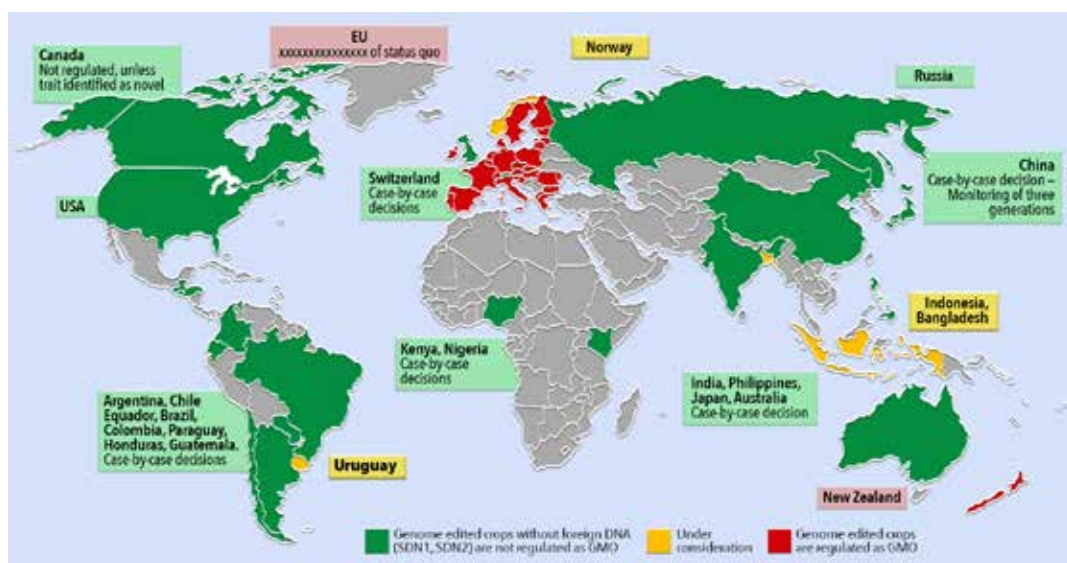 Canada
Not regulated, unless
trait identified as novel
EU
xxxxxxxxxxxxxxx of status quo
Norway
Russia
China
Case-by-case decision –
Monitoring of three
generations
Switzerland
Case-by-case
decisions
USA
Indonesia,
Bangladesh
Kenya, Nigeria
Case-by-case
decisions
India, Philippines,
Japan, Australia
Case-by-case decision
Argentina, Chile
Equador, Brazil,
Colombia, Paraguay,
Honduras, Guatemala.
Case-by-case decisions
Uruguay
New Zealand
Genome edited crops without foreign DNA
(SDN1, SDN2) are not regulated as GMO
Under
consideration
Genome edited crops
are regulated as GMO